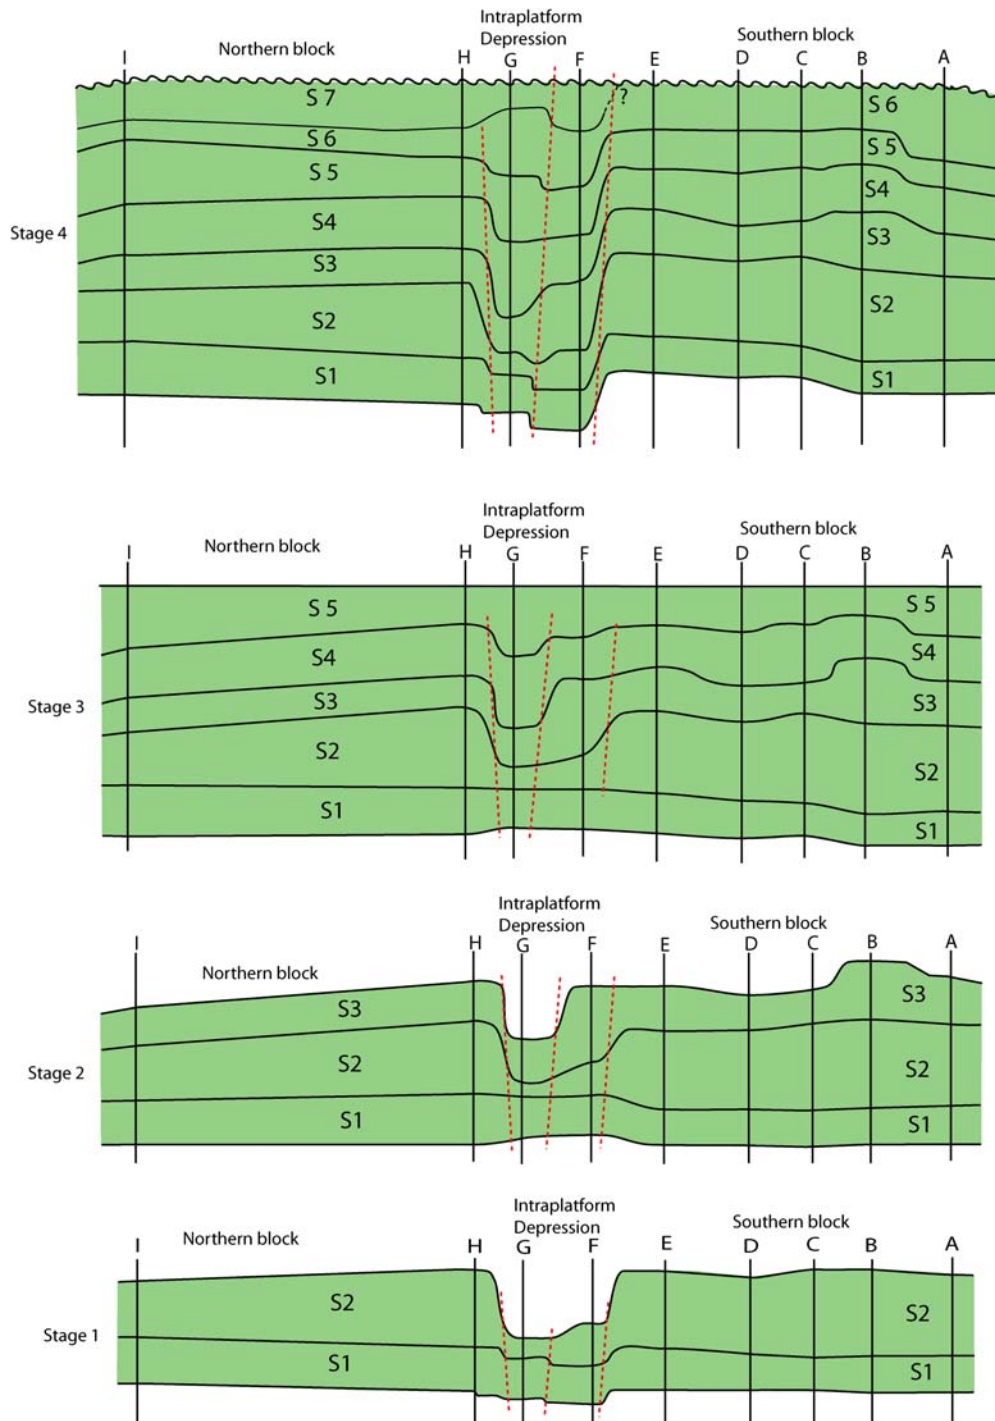 Intraplatform
Depression
Northern block
Southern block
I
H
G
F
E
D
C
B
A
?
S 7
S 6
S 6
S 5
S 5
S4
S4
S3
S3
S2
S2
S1
S1
Stage 4
Intraplatform
Depression
Northern block
Southern block
I
H
G
F
E
D
C
B
A
S 5
S 5
S4
S4
S3
S3
S2
S2
S1
S1
Stage 3
Intraplatform
Depression
Northern block
Southern block
I
H
G
F
E
D
C
B
A
S3
S3
S2
S2
S1
S1
Stage 2
Intraplatform
Depression
Northern block
Southern block
I
H
G
F
E
D
C
B
A
S2
S2
S1
S1
Stage 1